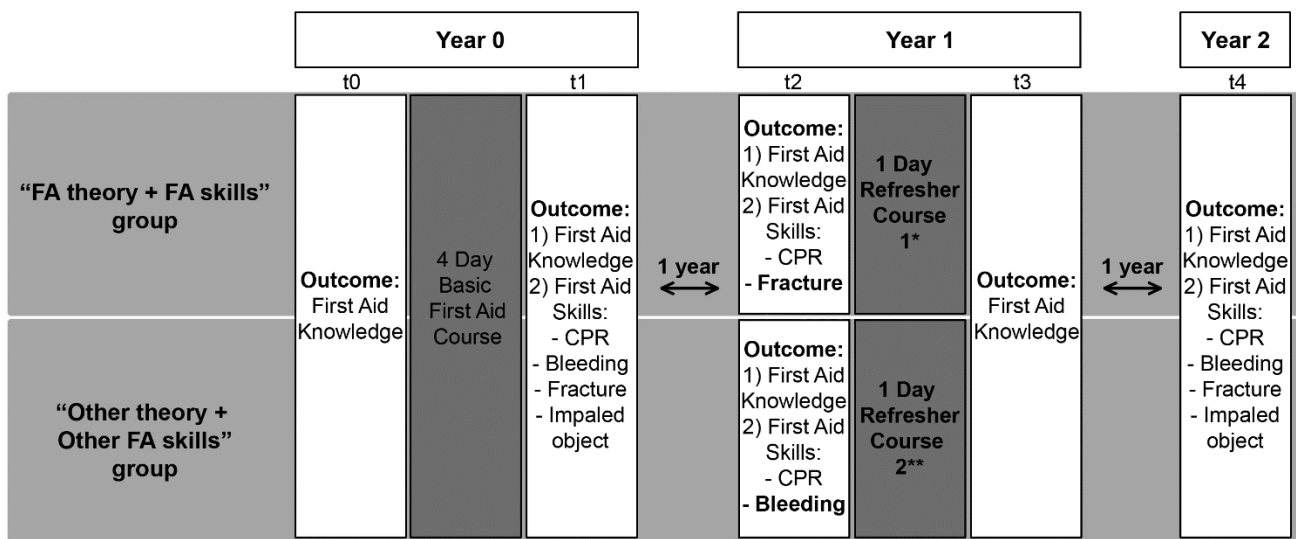 Year 0
Year 1
Year 2
t0
t1
t2
t3
t4
“FA theory + FA skills”
group
“Other theory +
Other FA skills”
group
Outcome:
First Aid
Knowledge
4 Day
Basic
First Aid
Course
Outcome:
1) First Aid
Knowledge
2) First Aid
Skills:
- CPR
- Bleeding
- Fracture
- Impaled
object
1 year
Outcome:
1) First Aid
Knowledge
2) First Aid
Skills:
- CPR
- Fracture
Outcome:
1) First Aid
Knowledge
2) First Aid
Skills:
- CPR
- Bleeding
1 Day
Refresher
Course
1*
1 Day
Refresher
Course
2**
Outcome:
First Aid
Knowledge
1 year
Outcome:
1) First Aid
Knowledge
2) First Aid
Skills:
- CPR
- Bleeding
- Fracture
- Impaled
object